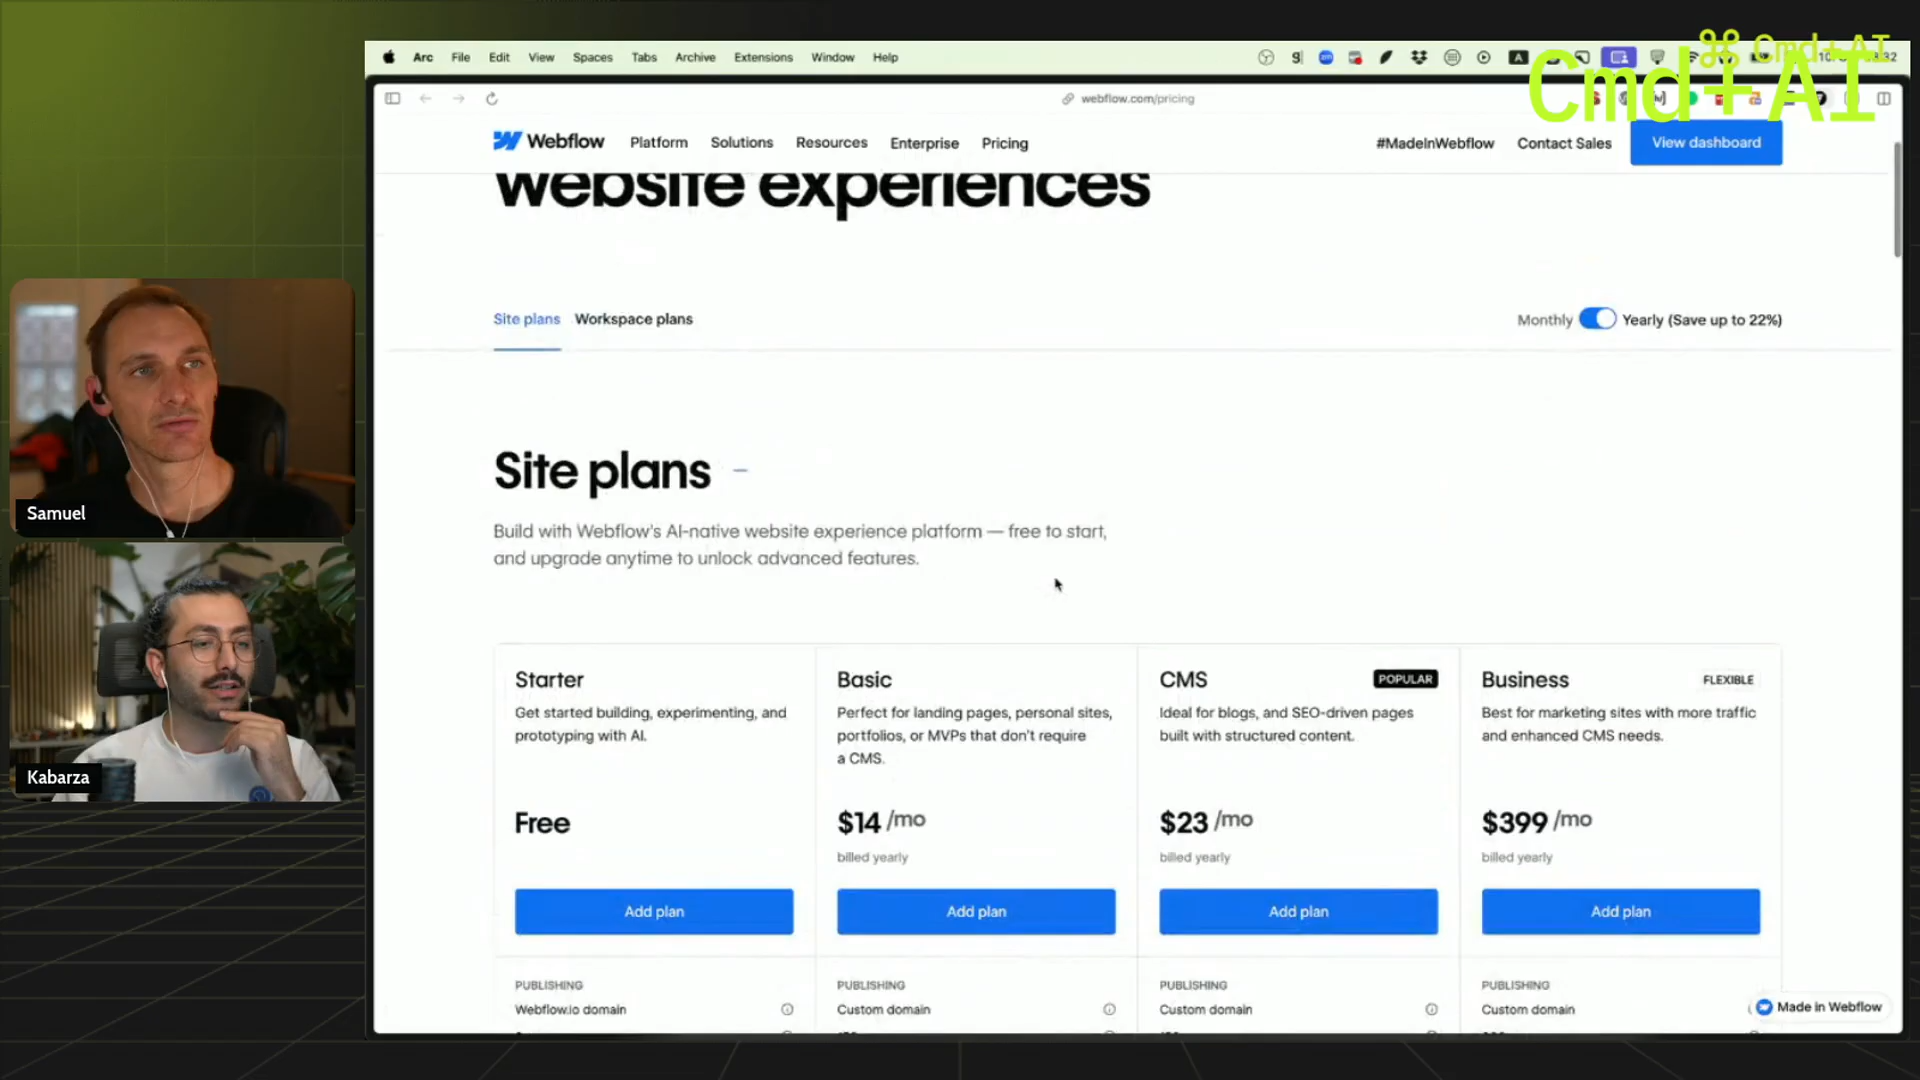 Arc File Edit View Spaces Tabs Archive Extensions Window Help
⌘ Cmd+AI
Cmd+AI
webflow.com/pricing
Webflow Platform Solutions Resources Enterprise Pricing #MadeInWebflow Contact Sales View dashboard
website experiences
Site plans Workspace plans Monthly Yearly (Save up to 22%)
Site plans
Build with Webflow's AI-native website experience platform — free to start,
and upgrade anytime to unlock advanced features.
Starter
Get started building, experimenting, and
prototyping with AI.
Free
Add plan
PUBLISHING
Webflow.io domain
Basic
Perfect for landing pages, personal sites,
portfolios, or MVPs that don't require
a CMS.
$14 /mo
billed yearly
Add plan
PUBLISHING
Custom domain
CMS POPULAR
Ideal for blogs, and SEO-driven pages
built with structured content.
$23 /mo
billed yearly
Add plan
PUBLISHING
Custom domain
Business FLEXIBLE
Best for marketing sites with more traffic
and enhanced CMS needs.
$399 /mo
billed yearly
Add plan
PUBLISHING
Custom domain
Made in Webflow
Samuel
Kabarza